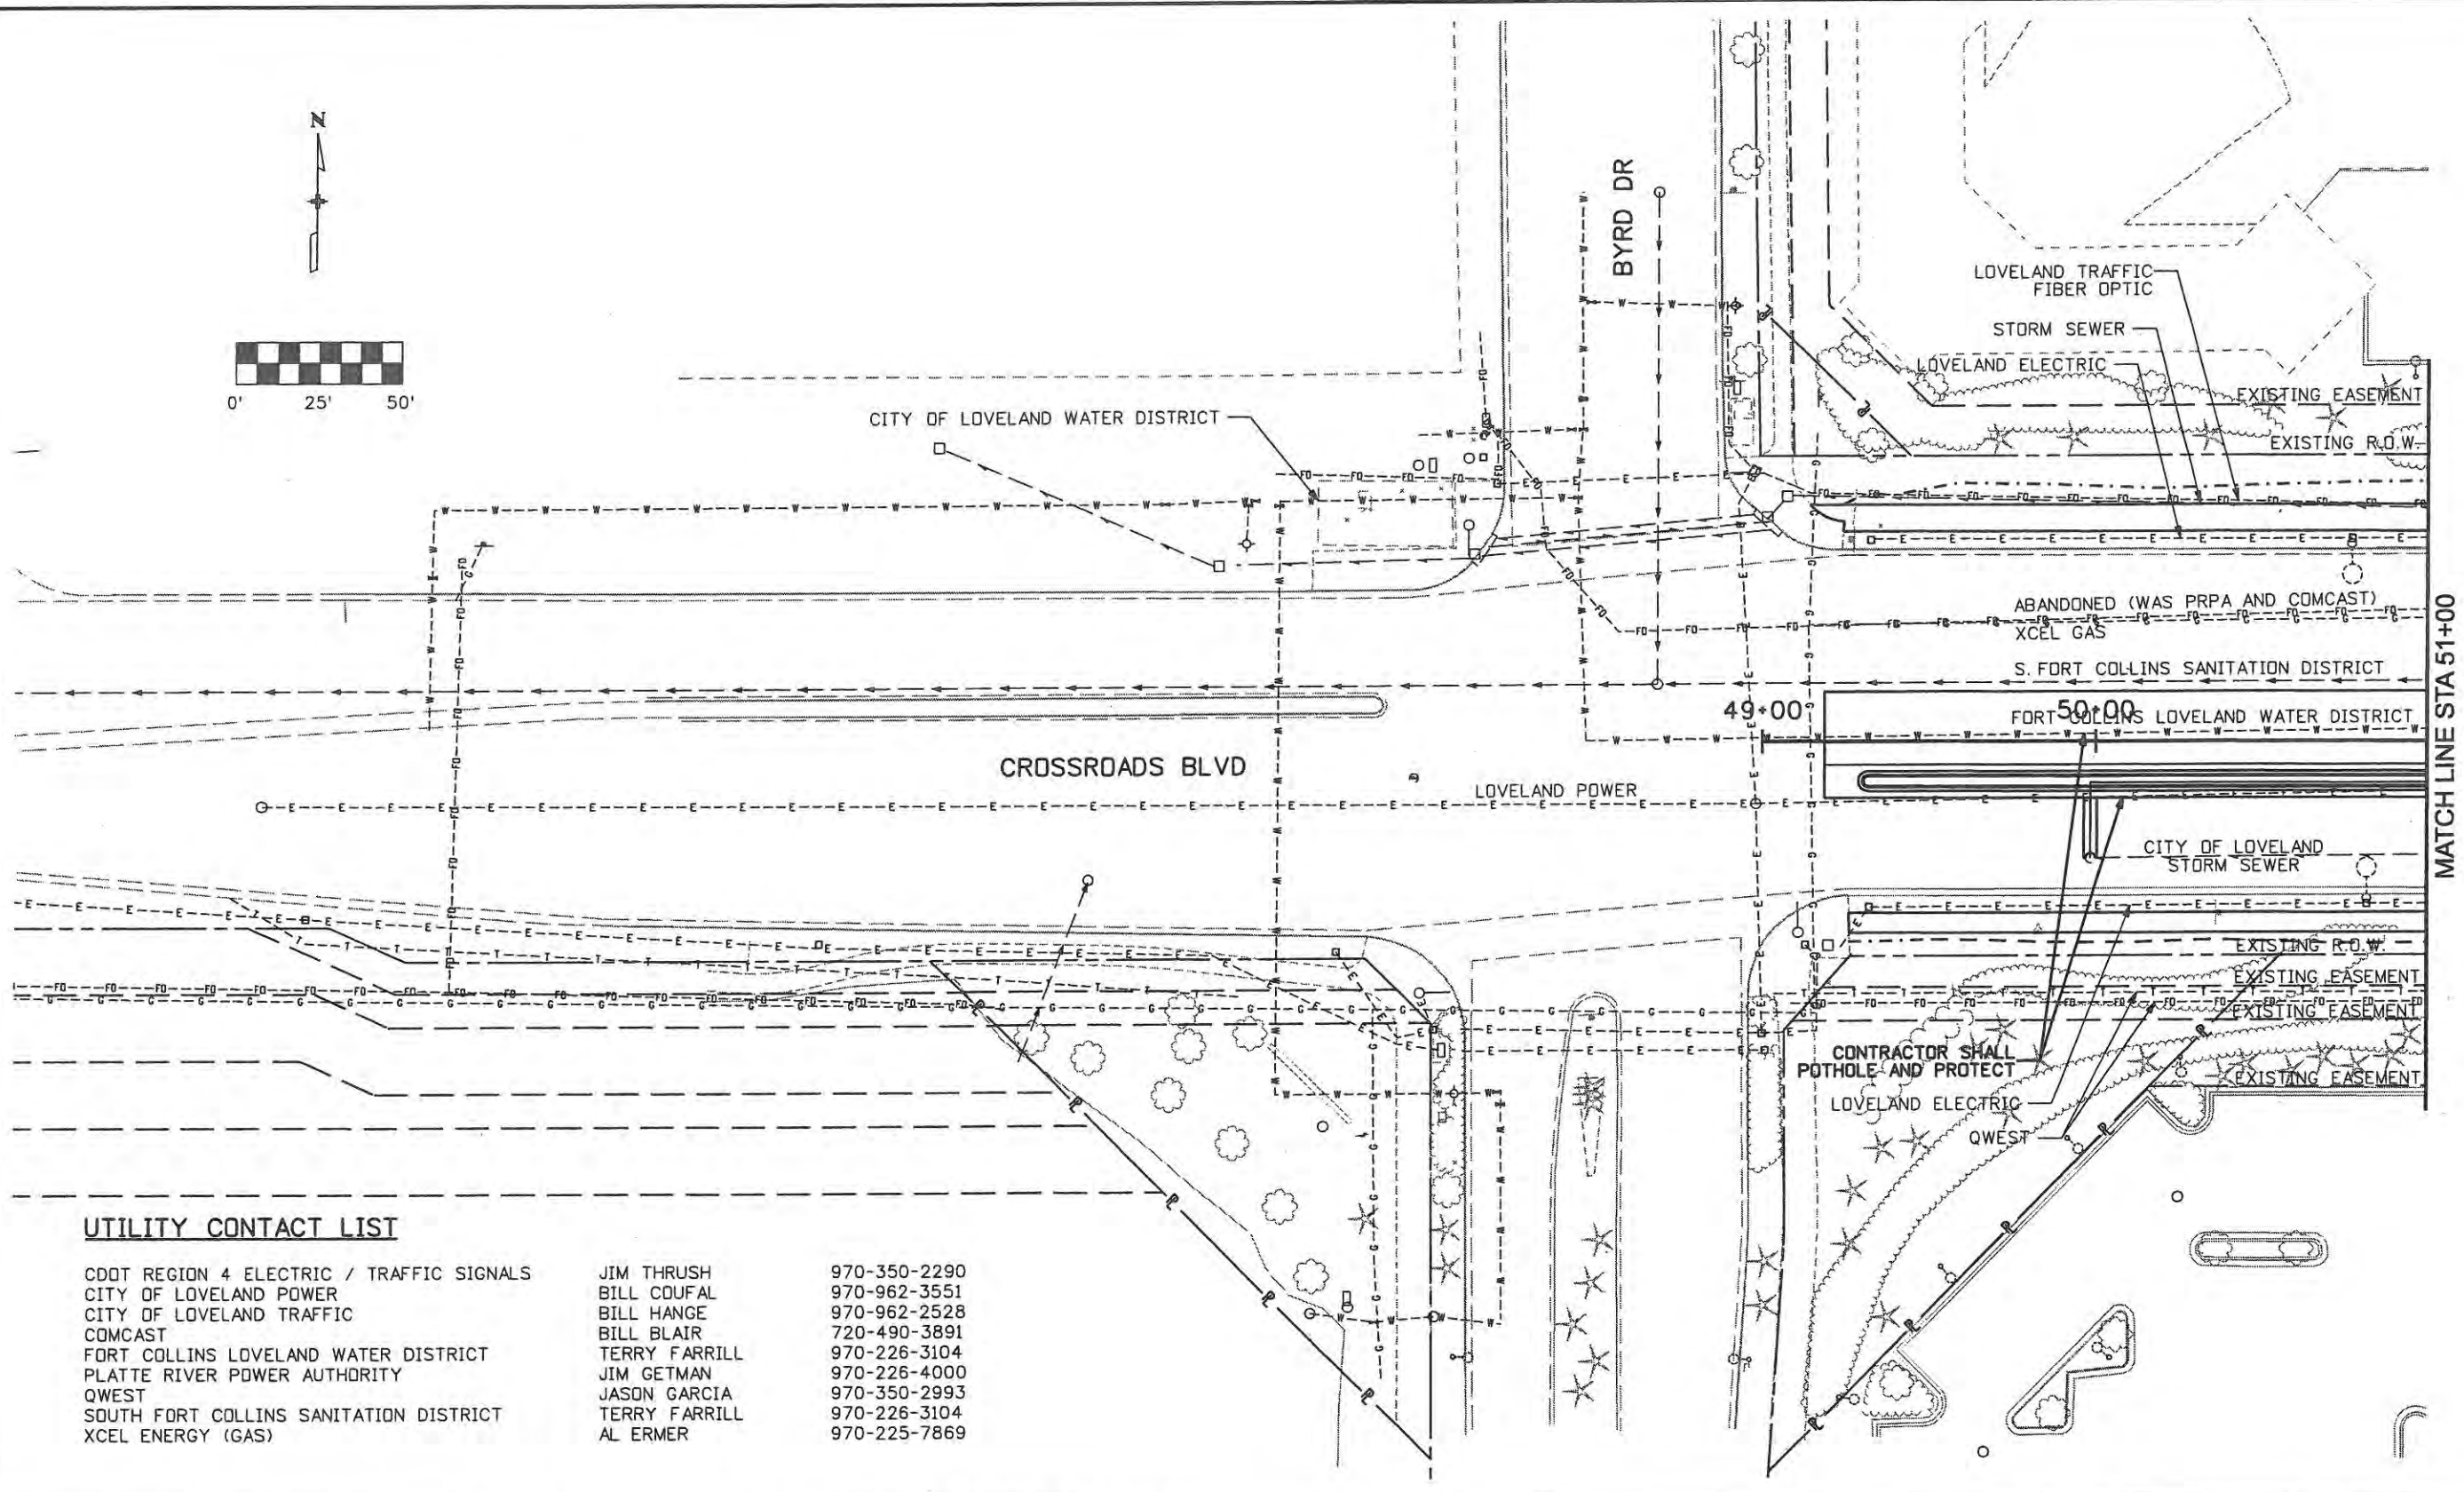 N
0' 25' 50'
BYRD DR
LOVELAND TRAFFIC
FIBER OPTIC
STORM SEWER
LOVELAND ELECTRIC
EXISTING EASEMENT
EXISTING R.O.W.
CITY OF LOVELAND WATER DISTRICT
ABANDONED (WAS PRPA AND COMCAST)
XCEL GAS
S. FORT COLLINS SANITATION DISTRICT
49+00 50+00
FORT COLLINS LOVELAND WATER DISTRICT
MATCH LINE STA 51+00
CROSSROADS BLVD
LOVELAND POWER
CITY OF LOVELAND
STORM SEWER
EXISTING R.O.W.
EXISTING EASEMENT
EXISTING EASEMENT
CONTRACTOR SHALL
POTHOLE AND PROTECT
EXISTING EASEMENT
LOVELAND ELECTRIC
QWEST
UTILITY CONTACT LIST
CDOT REGION 4 ELECTRIC / TRAFFIC SIGNALS JIM THRUSH 970-350-2290
CITY OF LOVELAND POWER BILL COUFAL 970-962-3551
CITY OF LOVELAND TRAFFIC BILL HANGE 970-962-2528
COMCAST BILL BLAIR 720-490-3891
FORT COLLINS LOVELAND WATER DISTRICT TERRY FARRILL 970-226-3104
PLATTE RIVER POWER AUTHORITY JIM GETMAN 970-226-4000
QWEST JASON GARCIA 970-350-2993
SOUTH FORT COLLINS SANITATION DISTRICT TERRY FARRILL 970-226-3104
XCEL ENERGY (GAS) AL ERMER 970-225-7869